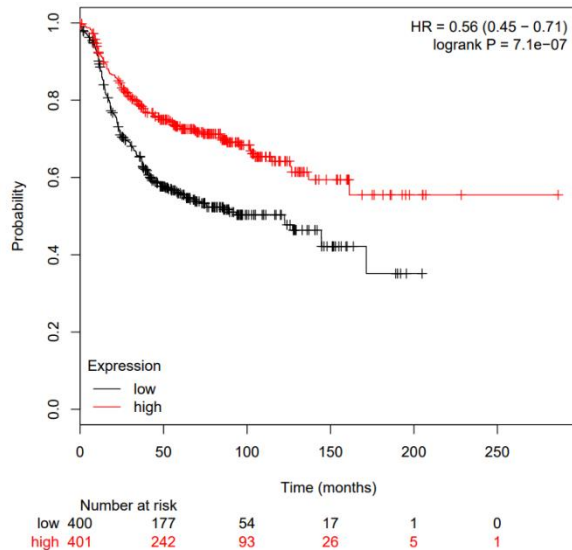 HR = 0.56 (0.45 − 0.71)
logrank P = 7.1e−07
1.0
0.8
0.6
0.4
0.2
0.0
Probability
Expression
low
high
0 50 100 150 200 250
Time (months)
Number at risk
low 400 177 54 17 1 0
high 401 242 93 26 5 1